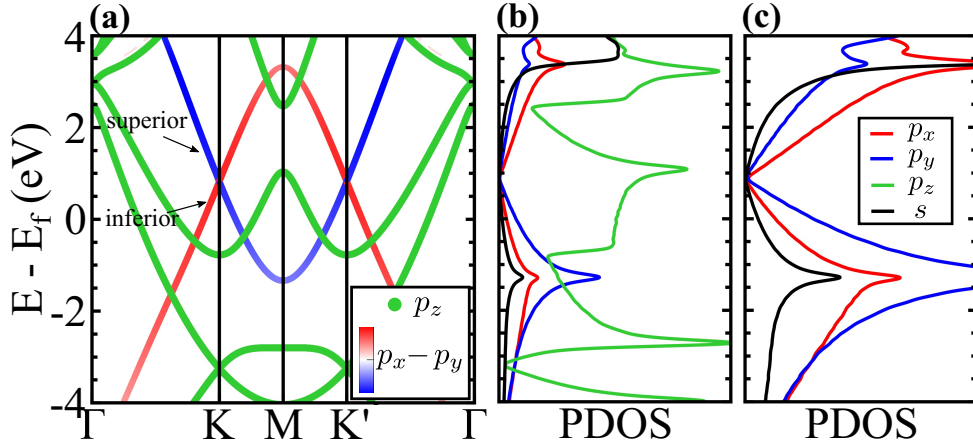 (a) (b) (c)
4
2
0
-2
-4
E - E_f (eV)
superior
inferior
p_z
p_x − p_y
Γ K M K' Γ
PDOS
PDOS
p_x
p_y
p_z
s